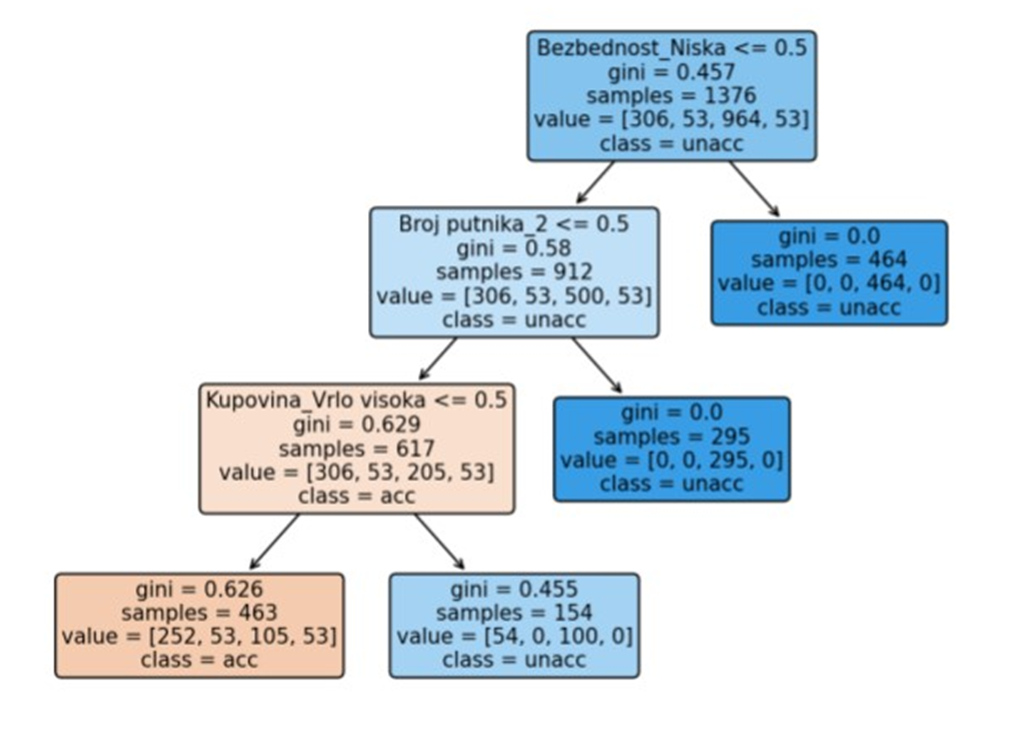 Bezbednost_Niska <= 0.5
gini = 0.457
samples = 1376
value = [306, 53, 964, 53]
class = unacc
Broj putnika_2 <= 0.5
gini = 0.58
samples = 912
value = [306, 53, 500, 53]
class = unacc
gini = 0.0
samples = 464
value = [0, 0, 464, 0]
class = unacc
Kupovina_Vrlo visoka <= 0.5
gini = 0.629
samples = 617
value = [306, 53, 205, 53]
class = acc
gini = 0.0
samples = 295
value = [0, 0, 295, 0]
class = unacc
gini = 0.626
samples = 463
value = [252, 53, 105, 53]
class = acc
gini = 0.455
samples = 154
value = [54, 0, 100, 0]
class = unacc